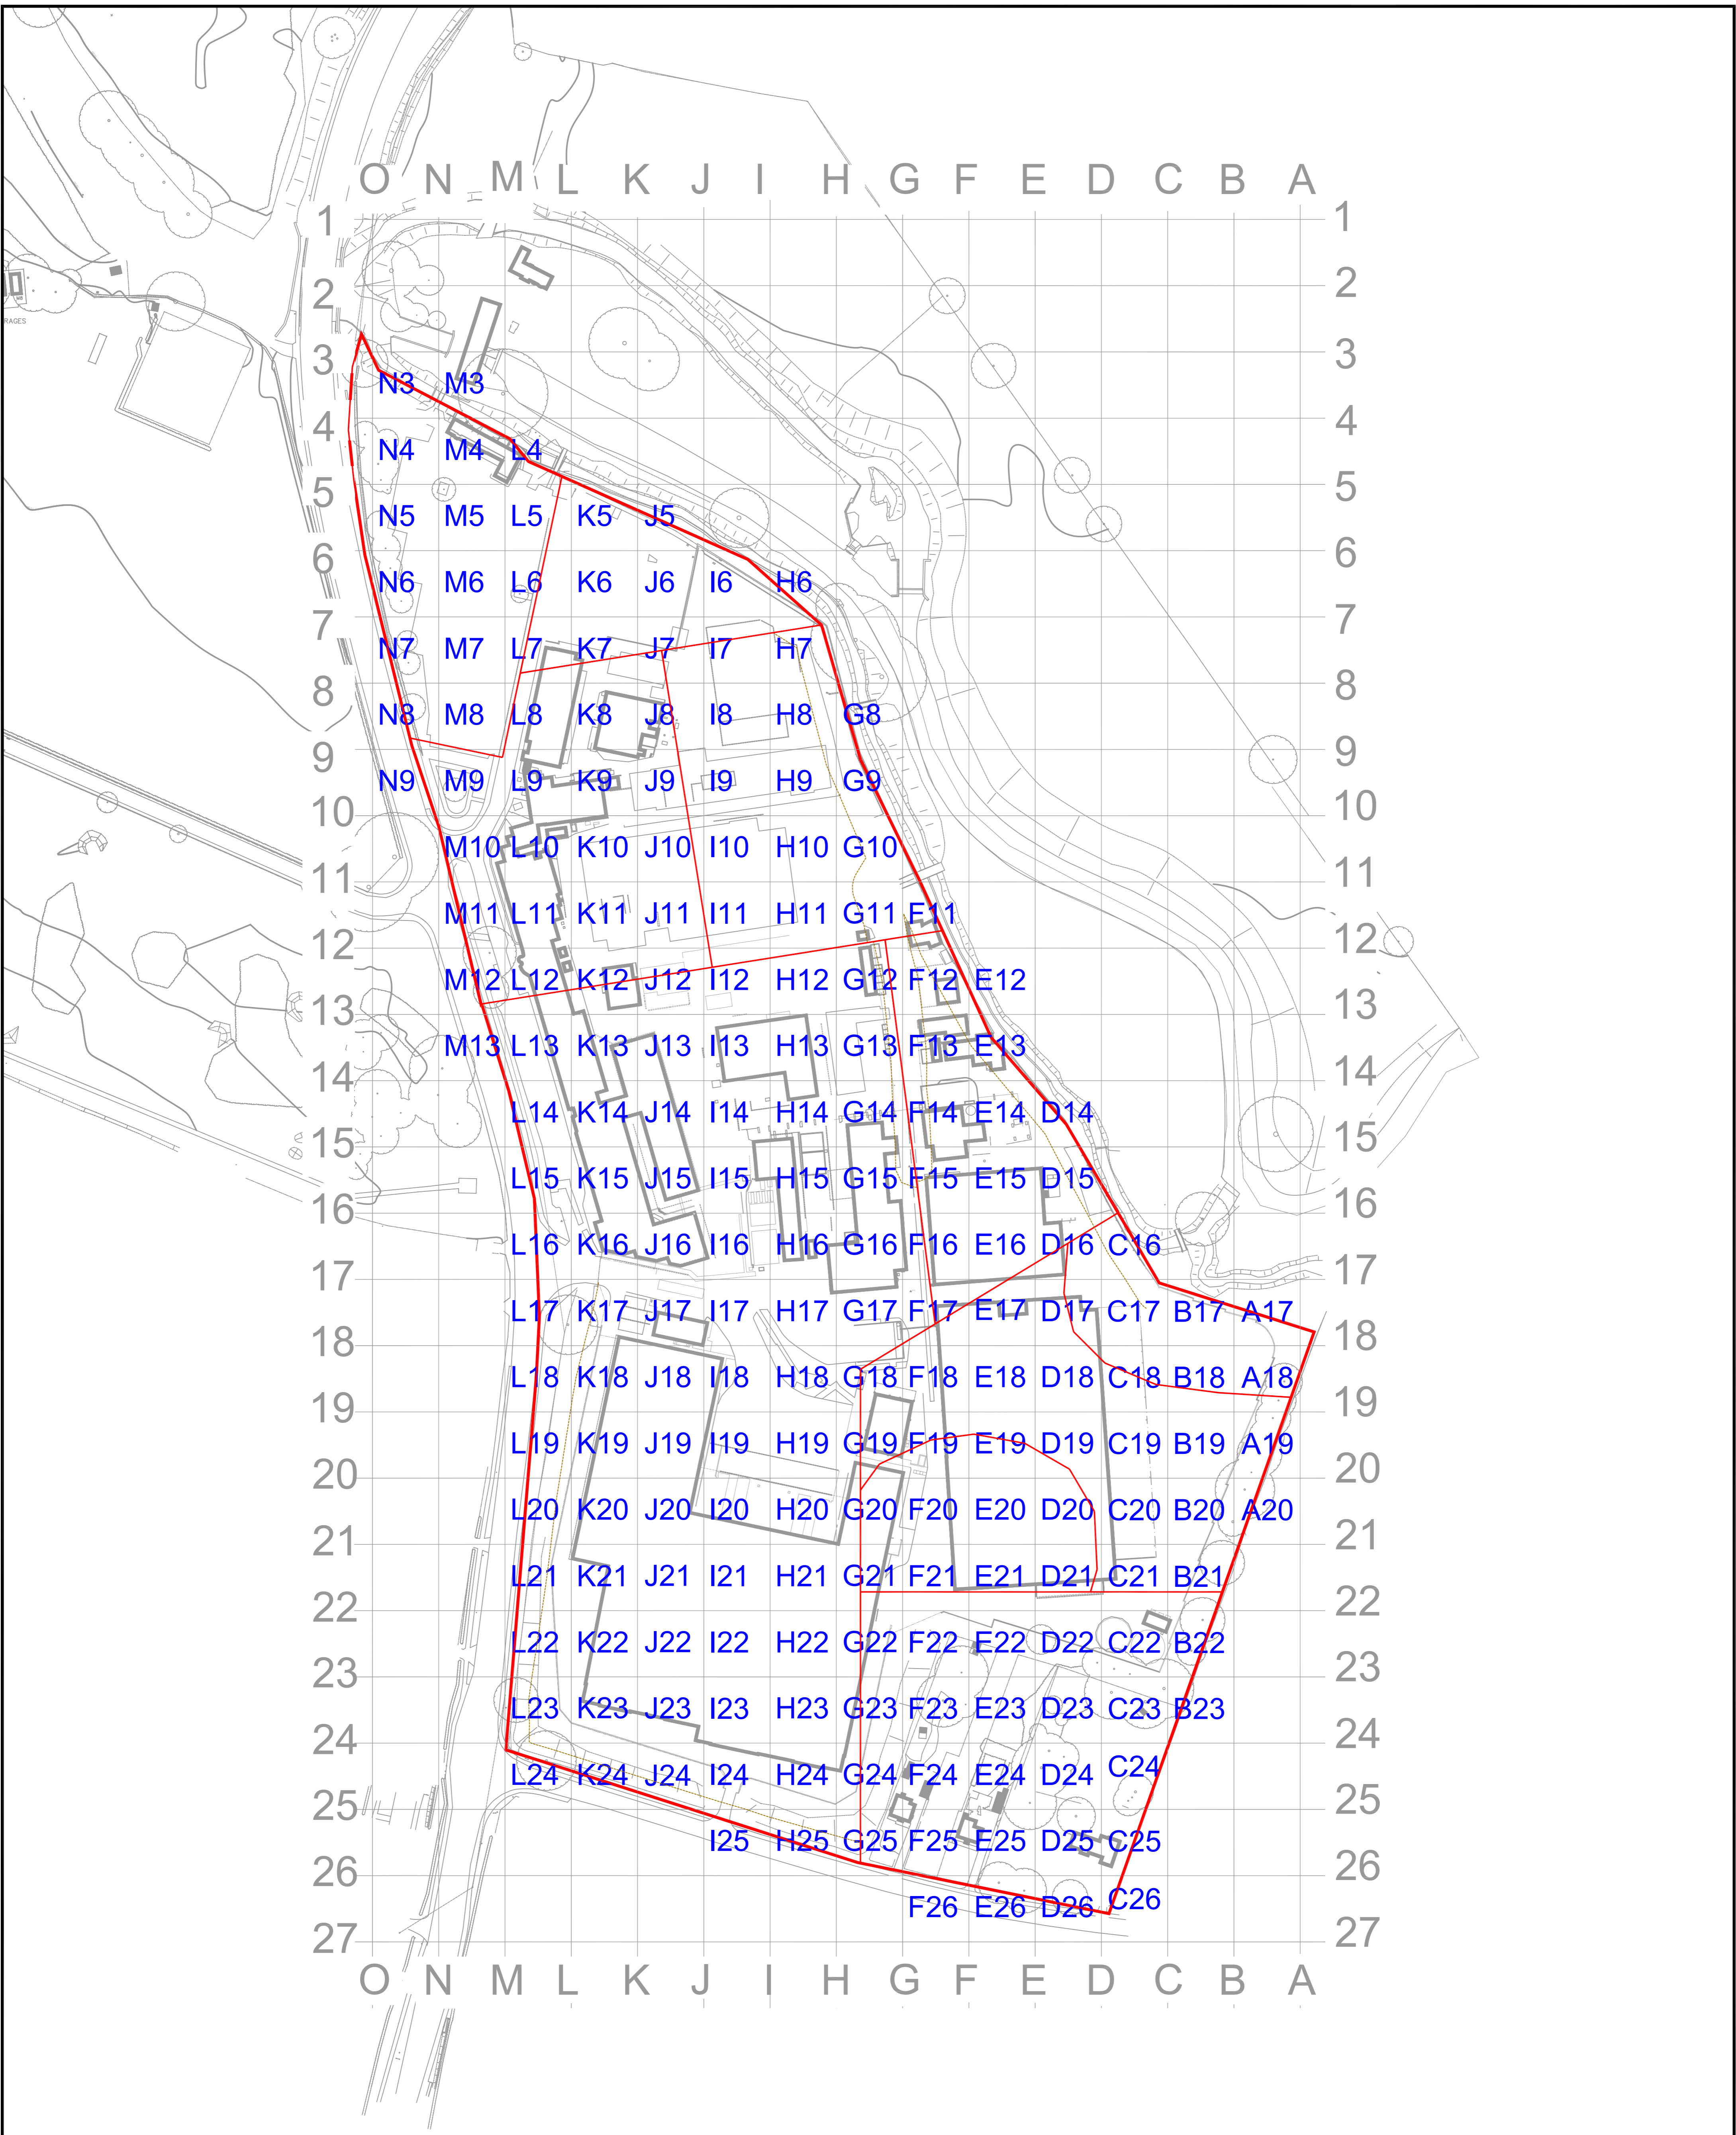 O N M L K J I H G F E D C B A
1 1
2 2
RAGES
3 3
N3 M3
4 4
N4 M4 L4
5 5
N5 M5 L5 K5 J5
6 6
N6 M6 L6 K6 J6 I6 H6
7 7
N7 M7 L7 K7 J7 I7 H7
8 8
N8 M8 L8 K8 J8 I8 H8 G8
9 9
N9 M9 L9 K9 J9 I9 H9 G9
10 10
M10 L10 K10 J10 I10 H10 G10
11 11
M11 L11 K11 J11 I11 H11 G11 F11
12 12
M12 L12 K12 J12 I12 H12 G12 F12 E12
13 13
M13 L13 K13 J13 I13 H13 G13 F13 E13
14 14
L14 K14 J14 I14 H14 G14 F14 E14 D14
15 15
L15 K15 J15 I15 H15 G15 F15 E15 D15
16 16
L16 K16 J16 I16 H16 G16 F16 E16 D16 C16
17 17
L17 K17 J17 I17 H17 G17 F17 E17 D17 C17 B17 A17
18 18
L18 K18 J18 I18 H18 G18 F18 E18 D18 C18 B18 A18
19 19
L19 K19 J19 I19 H19 G19 F19 E19 D19 C19 B19 A19
20 20
L20 K20 J20 I20 H20 G20 F20 E20 D20 C20 B20 A20
21 21
L21 K21 J21 I21 H21 G21 F21 E21 D21 C21 B21
22 22
L22 K22 J22 I22 H22 G22 F22 E22 D22 C22 B22
23 23
L23 K23 J23 I23 H23 G23 F23 E23 D23 C23 B23
24 24
L24 K24 J24 I24 H24 G24 F24 E24 D24 C24
25 25
I25 H25 G25 F25 E25 D25 C25
26 26
F26 E26 D26 C26
27 27
O N M L K J I H G F E D C B A